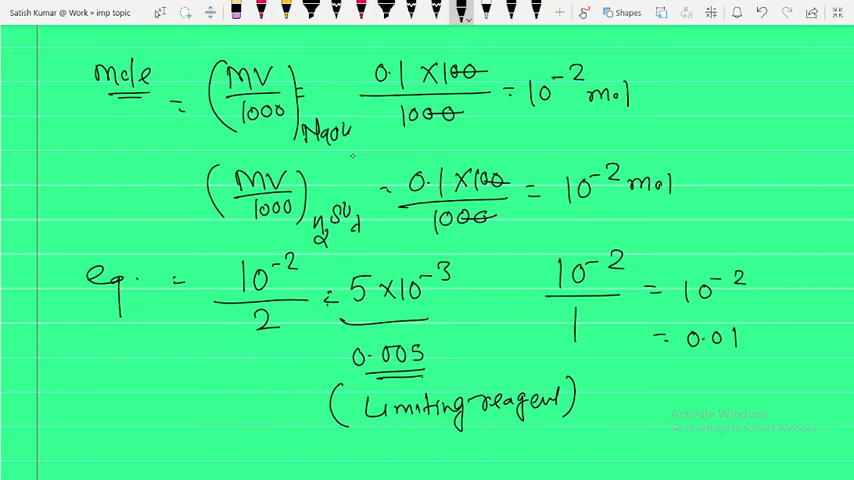 Satish Kumar @ Work » imp topic
Shapes
mole = (MV/1000)NaOH = 0.1 × 100/1000 = 10⁻² mol
(MV/1000)H₂SO₄ = 0.1 × 100/1000 = 10⁻² mol
eq. = 10⁻²/2 = 5 × 10⁻³ 10⁻²/1 = 10⁻²
0.005 = 0.01
(Limiting reagent)
Activate Windows
Go to Settings to activate Windows.